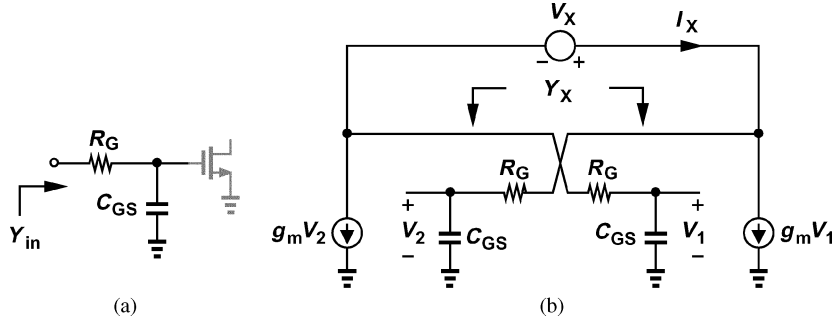 V_X
I_X
Y_X
R_G
C_GS
Y_in
R_G
R_G
g_mV_2
+
V_2
−
C_GS
C_GS
+
V_1
−
g_mV_1
− +
(a)
(b)